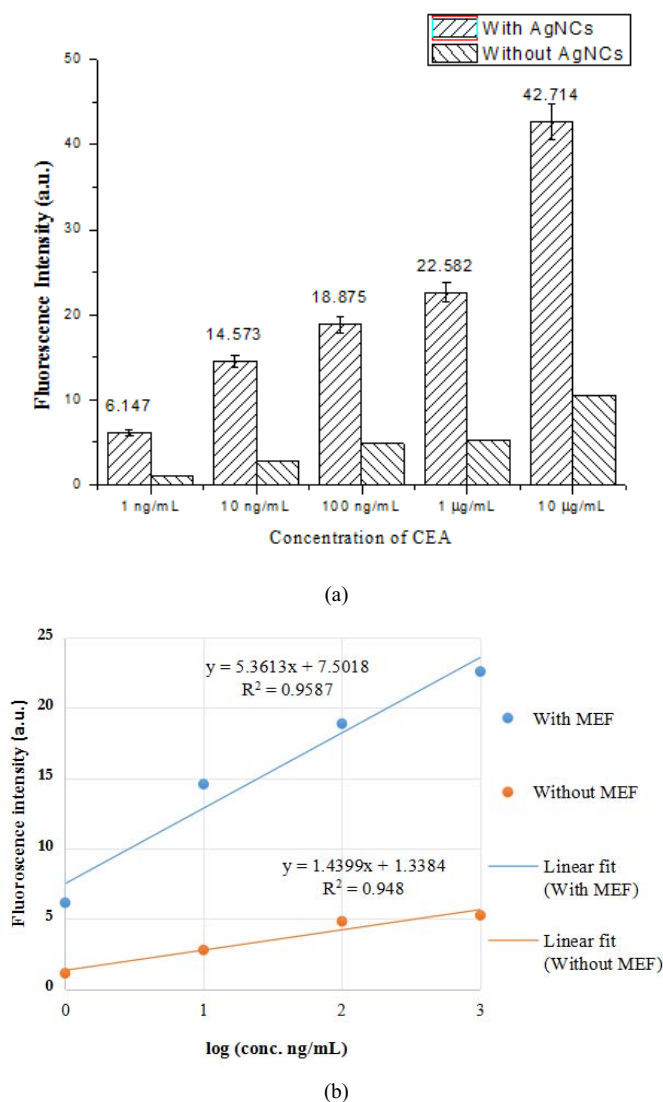 With AgNCs
Without AgNCs
50
40
30
20
10
0
Fluorescence Intensity (a.u.)
6.147
14.573
18.875
22.582
42.714
1 ng/mL 10 ng/mL 100 ng/mL 1 µg/mL 10 µg/mL
Concentration of CEA
(a)
25
20
15
10
5
0
Fluoroscence intensity (a.u.)
y = 5.3613x + 7.5018
R² = 0.9587
y = 1.4399x + 1.3384
R² = 0.948
0 1 2 3
log (conc. ng/mL)
With MEF
Without MEF
Linear fit
(With MEF)
Linear fit
(Without MEF)
(b)